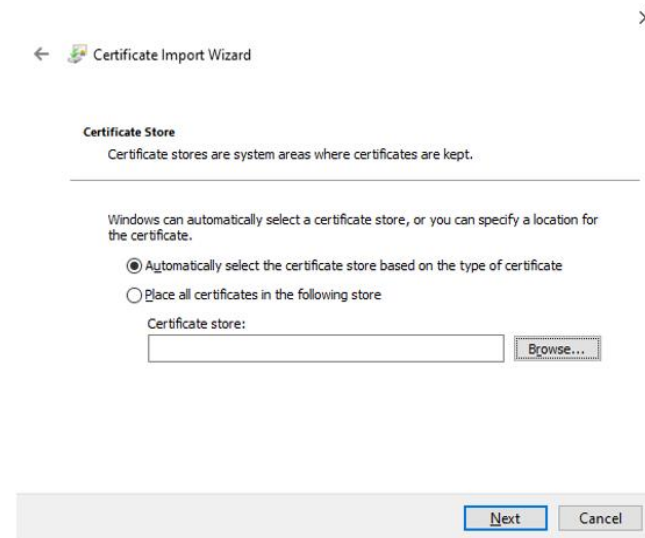 Certificate Import Wizard
Certificate Store
Certificate stores are system areas where certificates are kept.
Windows can automatically select a certificate store, or you can specify a location for
the certificate.
Automatically select the certificate store based on the type of certificate
Place all certificates in the following store
Certificate store:
Browse...
Next Cancel